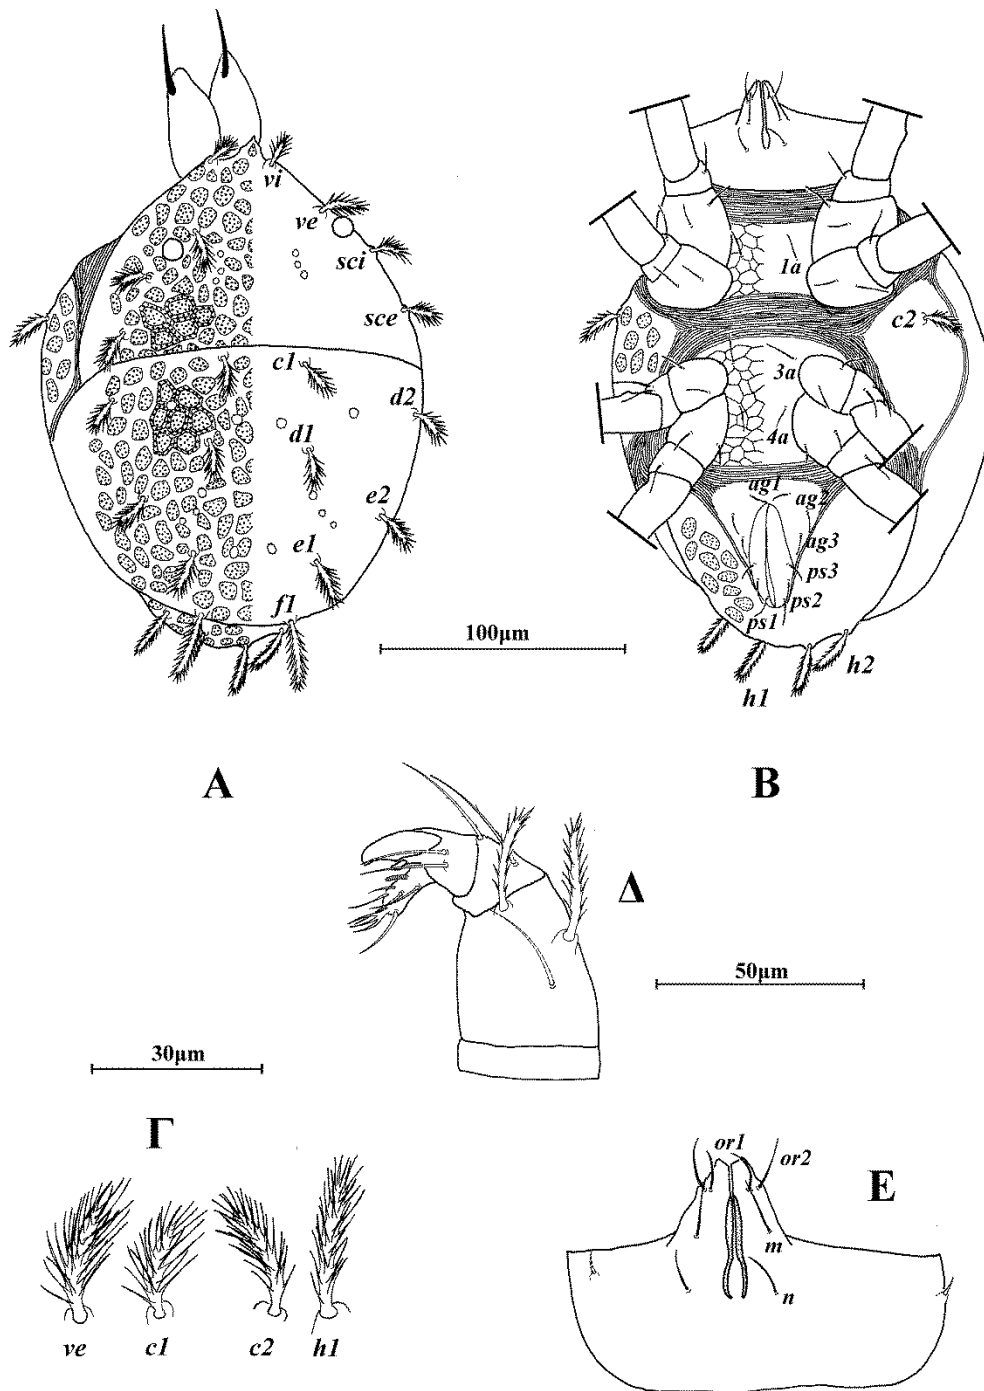 vi
ve
sci
sce
c1
d2
d1
e2
e1
f1
1a
c2
3a
4a
ag1
ag2
ag3
ps3
ps2
ps1
h2
h1
100μm
Α
Β
Δ
50μm
30μm
Γ
ve
c1
c2
h1
or1
or2
Ε
m
n